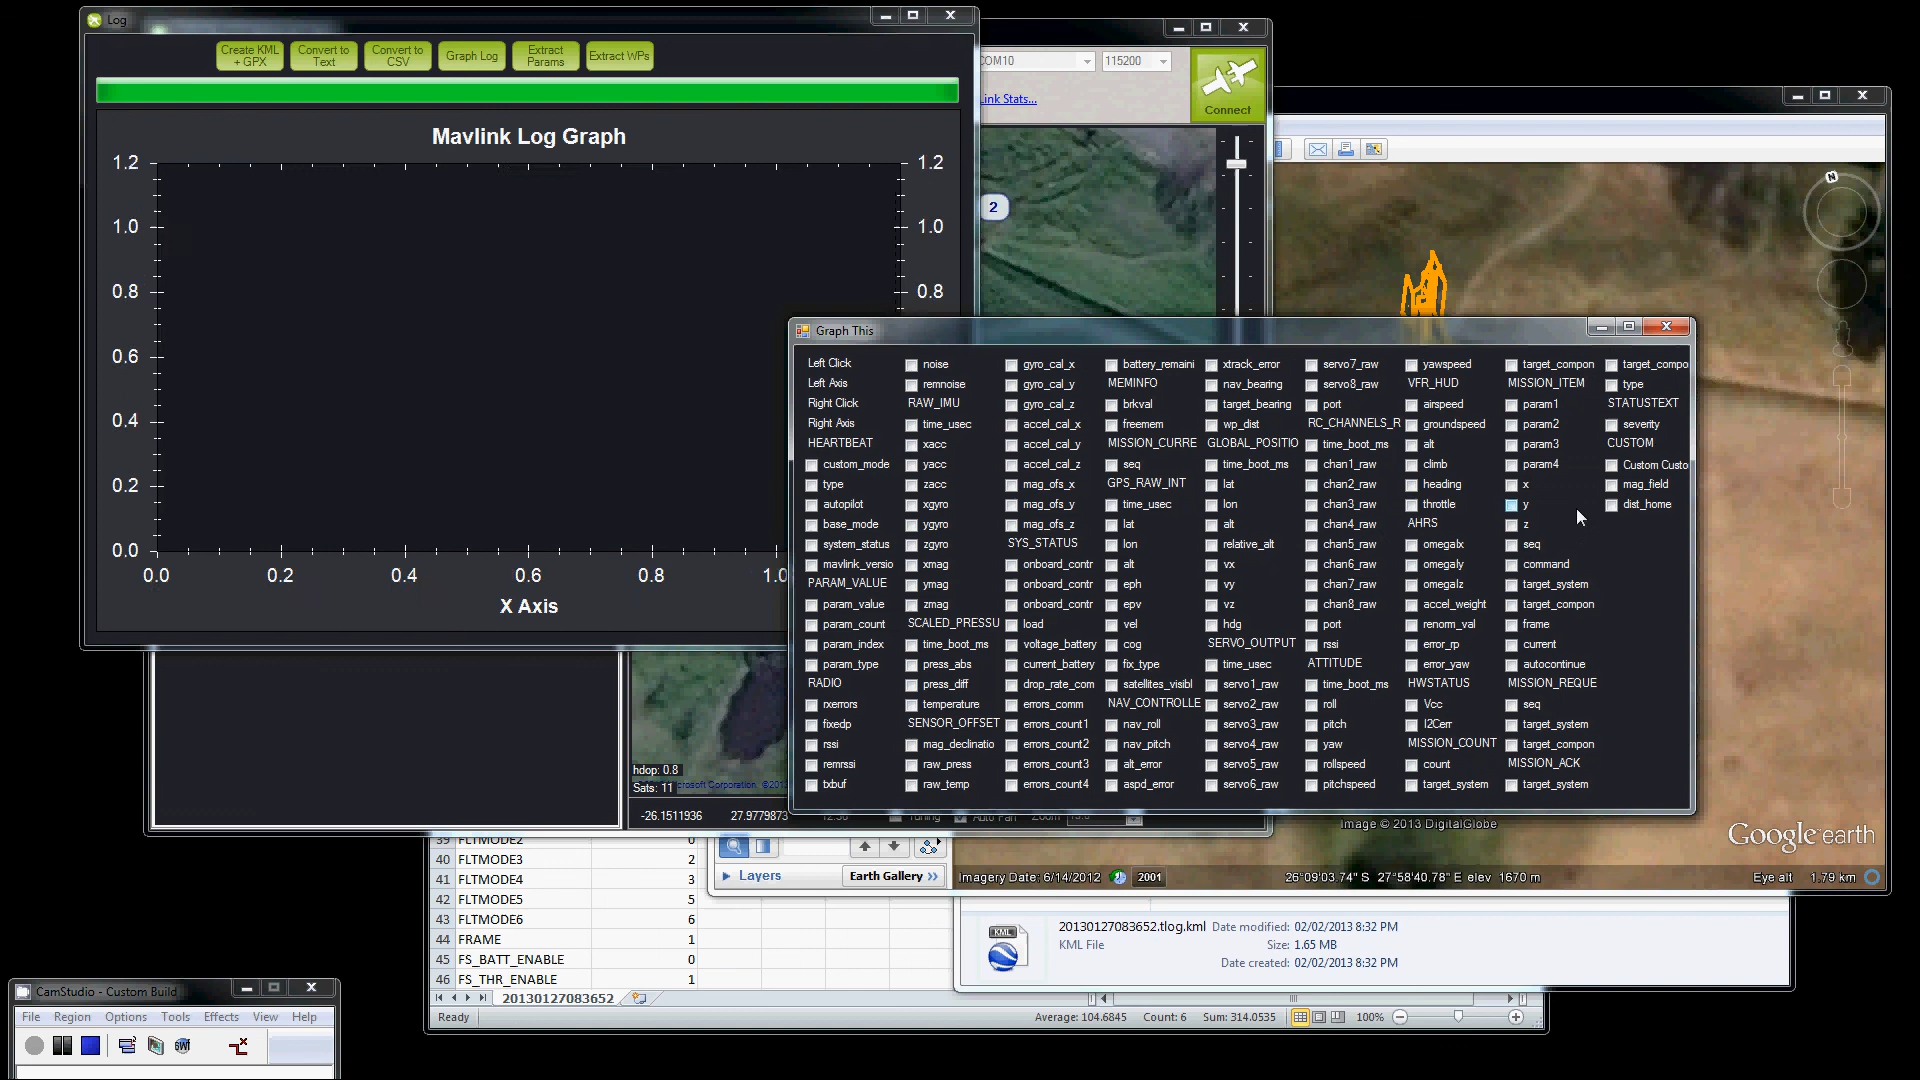 Log
Create KML + GPX
Convert to Text
Convert to CSV
Graph Log
Extract Params
Extract WPs
Mavlink Log Graph
1.2
1.0
0.8
0.6
0.4
0.2
0.0
1.2
1.0
0.8
0.0 0.2 0.4 0.6 0.8 1.0
X Axis
COM10
115200
Link Stats...
Connect
2
N
Graph This
Left Click
Left Axis
Right Click
Right Axis
HEARTBEAT
custom_mode
type
autopilot
base_mode
system_status
mavlink_versio
PARAM_VALUE
param_value
param_count
param_index
param_type
RADIO
rxerrors
fixedp
rssi
remrssi
txbuf
noise
remnoise
RAW_IMU
time_usec
xacc
yacc
zacc
xgyro
ygyro
zgyro
xmag
ymag
zmag
SCALED_PRESSU
time_boot_ms
press_abs
press_diff
temperature
SENSOR_OFFSET
mag_declinatio
raw_press
raw_temp
gyro_cal_x
gyro_cal_y
gyro_cal_z
accel_cal_x
accel_cal_y
accel_cal_z
mag_ofs_x
mag_ofs_y
mag_ofs_z
SYS_STATUS
onboard_contr
onboard_contr
onboard_contr
load
voltage_battery
current_battery
drop_rate_com
errors_comm
errors_count1
errors_count2
errors_count3
errors_count4
battery_remaini
MEMINFO
brkval
freemem
MISSION_CURRE
seq
GPS_RAW_INT
time_usec
lat
lon
alt
eph
epv
vel
cog
fix_type
satellites_visibl
NAV_CONTROLLE
nav_roll
nav_pitch
alt_error
aspd_error
xtrack_error
nav_bearing
target_bearing
wp_dist
GLOBAL_POSITIO
time_boot_ms
lat
lon
alt
relative_alt
vx
vy
vz
hdg
SERVO_OUTPUT
time_usec
servo1_raw
servo2_raw
servo3_raw
servo4_raw
servo5_raw
servo6_raw
servo7_raw
servo8_raw
port
RC_CHANNELS_R
time_boot_ms
chan1_raw
chan2_raw
chan3_raw
chan4_raw
chan5_raw
chan6_raw
chan7_raw
chan8_raw
port
rssi
ATTITUDE
time_boot_ms
roll
pitch
yaw
rollspeed
pitchspeed
yawspeed
VFR_HUD
airspeed
groundspeed
alt
climb
heading
throttle
AHRS
omegaIx
omegaIy
omegaIz
accel_weight
renorm_val
error_rp
error_yaw
HWSTATUS
Vcc
I2Cerr
MISSION_COUNT
count
target_system
target_compon
MISSION_ITEM
param1
param2
param3
param4
x
y
z
seq
command
target_system
target_compon
frame
current
autocontinue
MISSION_REQUE
seq
target_system
target_compon
MISSION_ACK
target_system
target_compo
type
STATUSTEXT
severity
CUSTOM
Custom Custo
mag_field
dist_home
hdop: 0.8
Sats: 11
crosoft Corporation ©201
-26.1511936 27.9779873
Tuning Auto Pan Zoom
39 FLTMODE2 0
40 FLTMODE3 2
41 FLTMODE4 3
42 FLTMODE5 5
43 FLTMODE6 6
44 FRAME 1
45 FS_BATT_ENABLE 0
46 FS_THR_ENABLE 1
20130127083652
Ready
Average: 104.6845 Count: 6 Sum: 314.0535
100%
Layers
Earth Gallery »
Image © 2013 DigitalGlobe
Google earth
Imagery Date: 6/14/2012 2001 26°09'03.74" S 27°58'40.78" E elev 1670 m Eye alt 1.79 km
KML
20130127083652.tlog.kml Date modified: 02/02/2013 8:32 PM
KML File Size: 1.65 MB
Date created: 02/02/2013 8:32 PM
CamStudio - Custom Build
File Region Options Tools Effects View Help
SWF